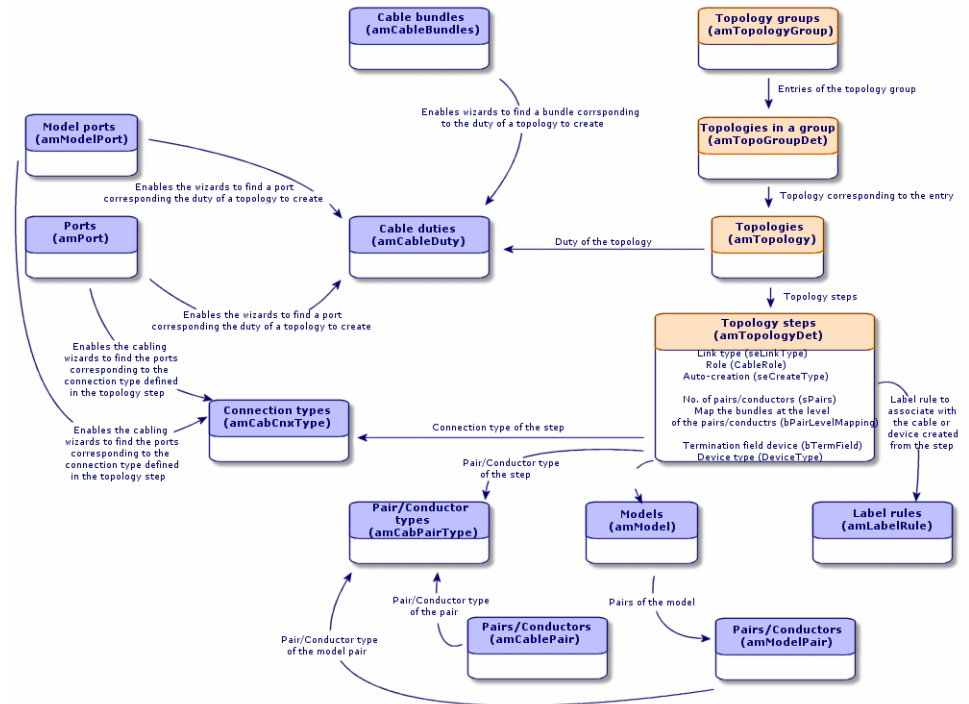 Cable bundles
(amCableBundles)
Topology groups
(amTopologyGroup)
Entries of the topology group
Enables wizards to find a bundle corrsponding
to the duty of a topology to create
Model ports
(amModelPort)
Topologies in a group
(amTopoGroupDet)
Enables the wizards to find a port
corresponding the duty of a topology to create
Topology corresponding to the entry
Ports
(amPort)
Cable duties
(amCableDuty)
Topologies
(amTopology)
Duty of the topology
Topology steps
Enables the wizards to find a port
corresponding the duty of a topology to create
Topology steps
(amTopologyDet)
Link type (seLinkType)
Role (CableRole)
Auto-creation (seCreateType)
No. of pairs/conductors (sPairs)
Map the bundles at the level
of the pairs/conductrs (bPairLevelMapping)
Termination field device (bTermField)
Device type (DeviceType)
Enables the cabling
wizards to find the ports
corresponding to the
connection type defined
in the topology step
Label rule to
associate with
the cable or
device created
from the step
Connection types
(amCabCnxType)
Connection type of the step
Enables the cabling
wizards to find the ports
corresponding to the
connection type defined
in the topology step
Pair/Conductor type
of the step
Pair/Conductor
types
(amCabPairType)
Models
(amModel)
Label rules
(amLabelRule)
Pair/Conductor type
of the pair
Pairs of the model
Pairs/Conductors
(amCablePair)
Pairs/Conductors
(amModelPair)
Pair/Conductor type
of the model pair